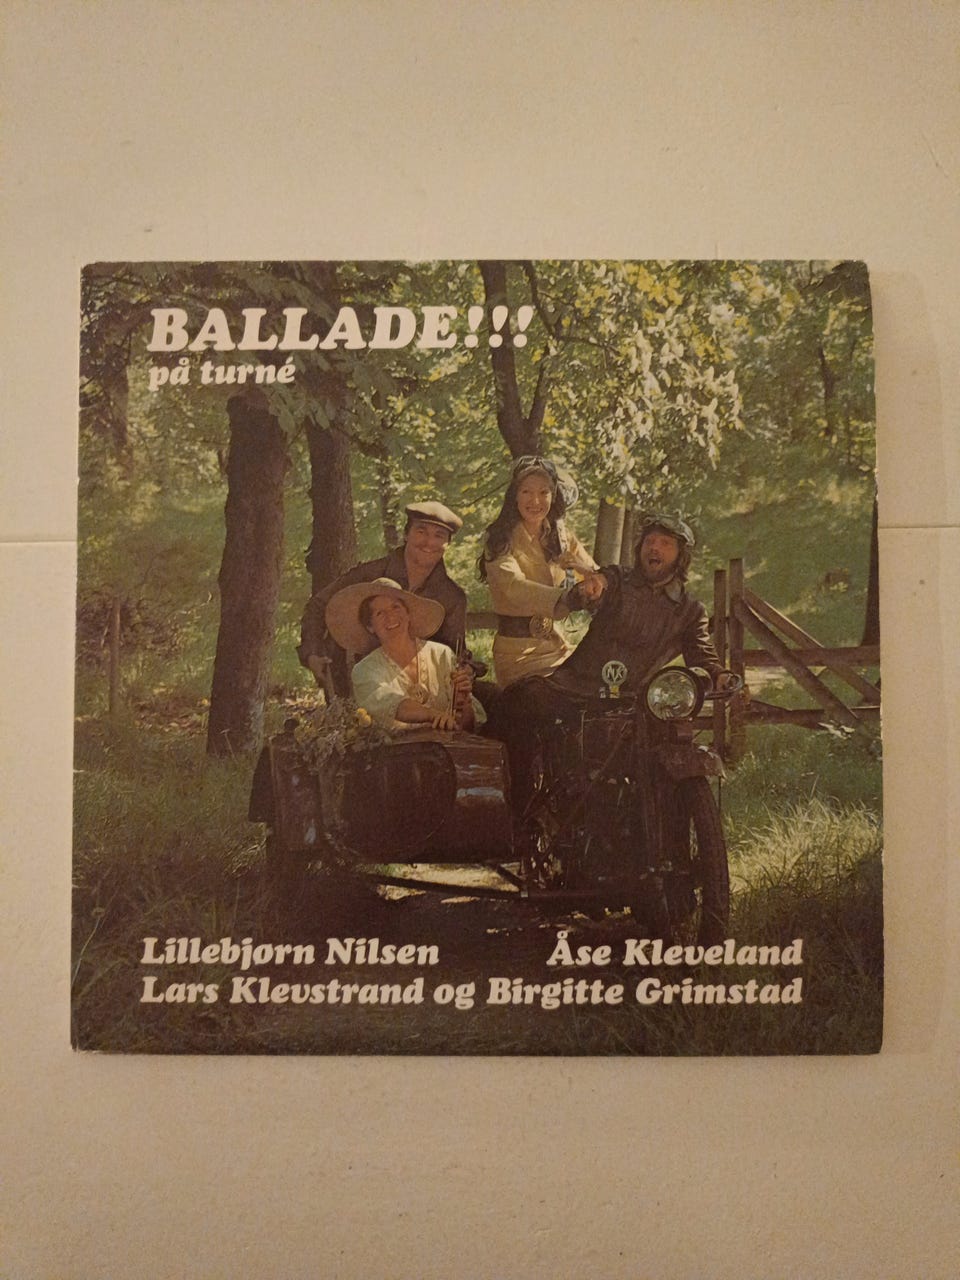 BALLADE!!!
på turné
Lillebjørn Nilsen Åse Kleveland
Lars Klevstrand og Birgitte Grimstad